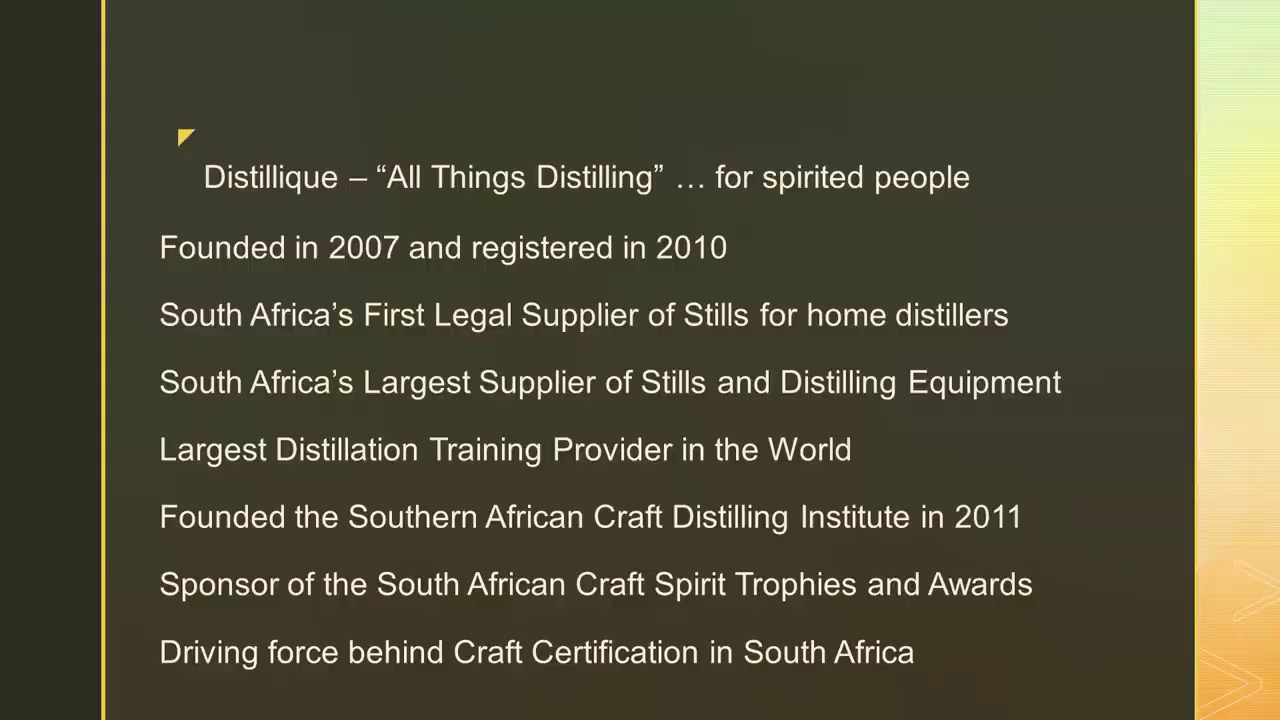 Distillique – “All Things Distilling” … for spirited people
Founded in 2007 and registered in 2010
South Africa’s First Legal Supplier of Stills for home distillers
South Africa’s Largest Supplier of Stills and Distilling Equipment
Largest Distillation Training Provider in the World
Founded the Southern African Craft Distilling Institute in 2011
Sponsor of the South African Craft Spirit Trophies and Awards
Driving force behind Craft Certification in South Africa